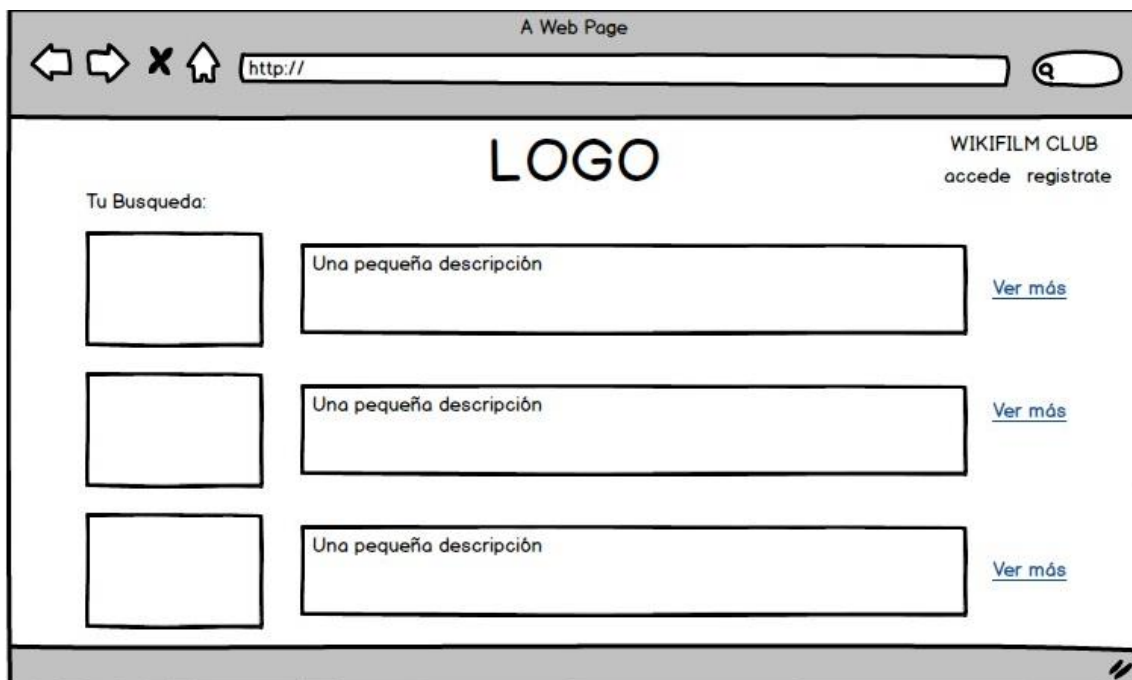 A Web Page
http://
LOGO
WIKIFILM CLUB
accede registrate
Tu Busqueda:
Una pequeña descripción
Ver más
Una pequeña descripción
Ver más
Una pequeña descripción
Ver más